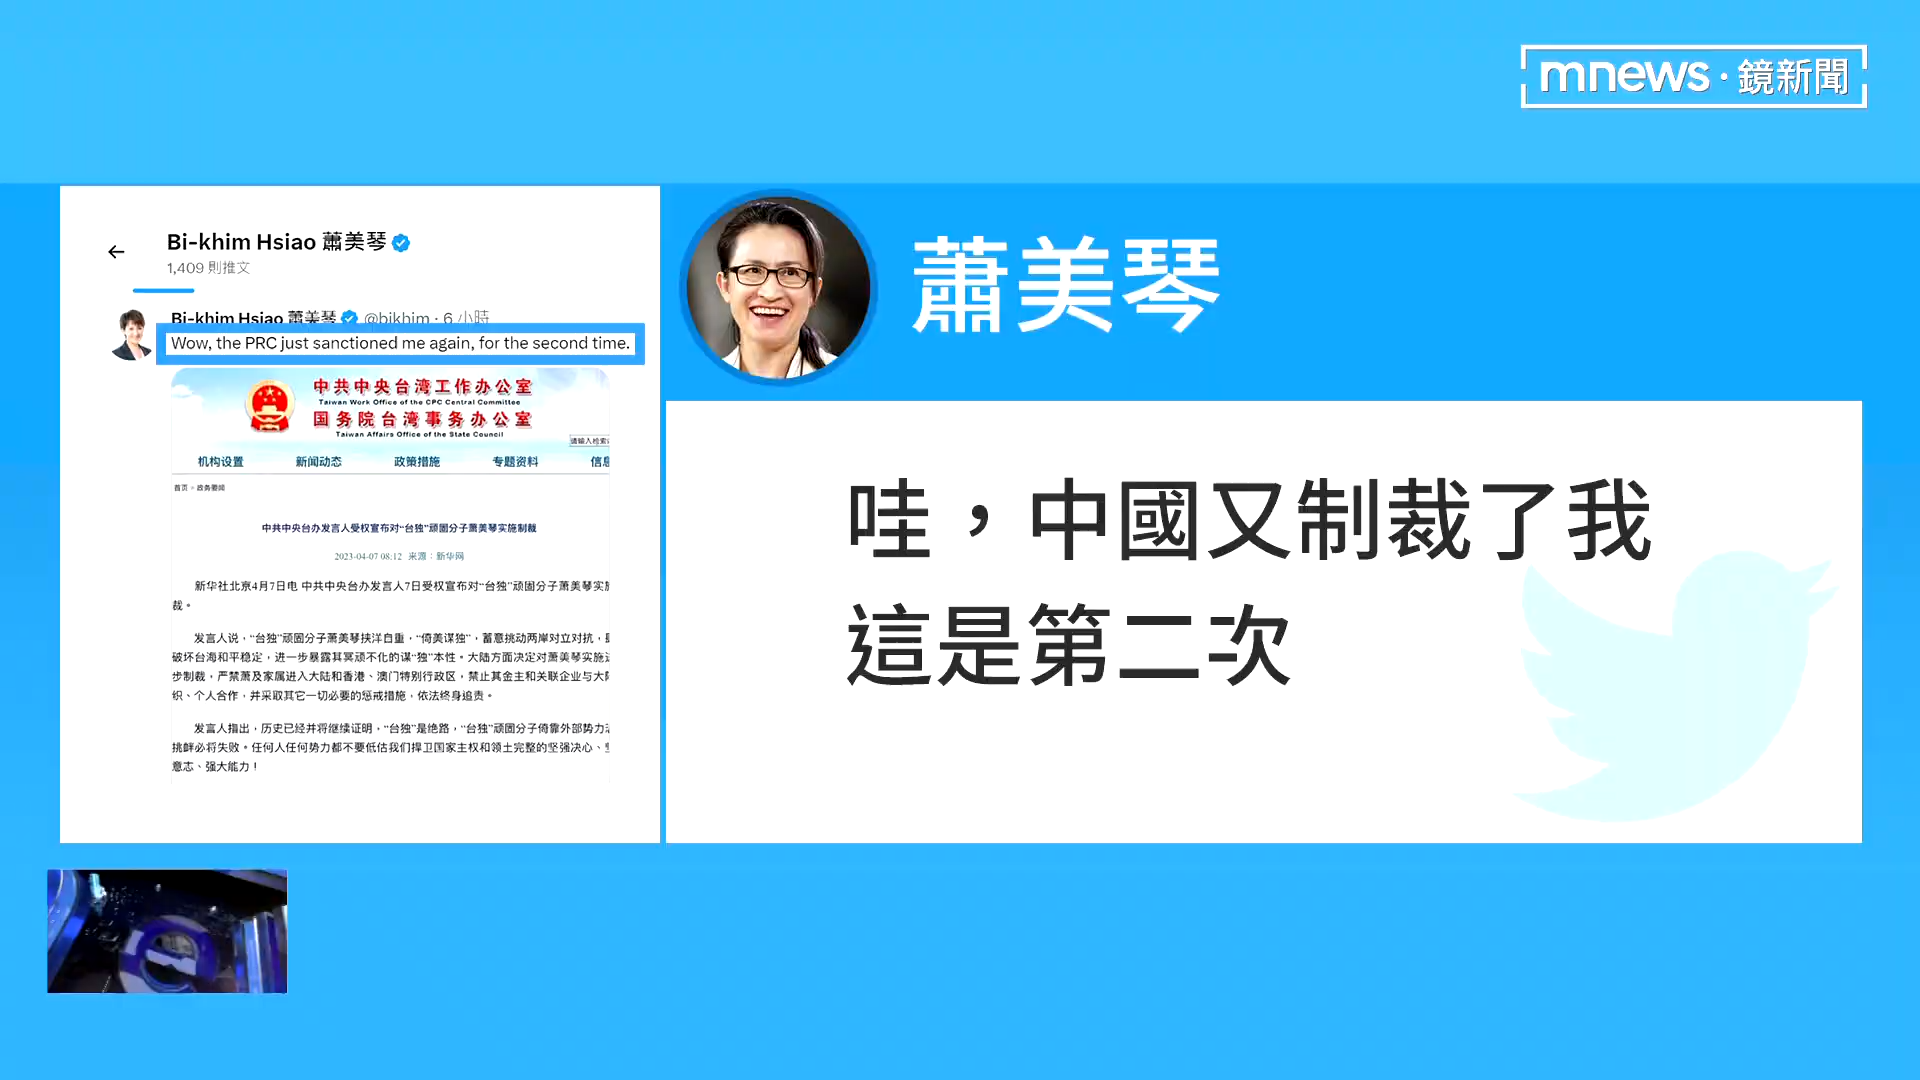 mnews·鏡新聞
Bi-khim Hsiao 蕭美琴
1,409 則推文
Bi-khim Hsiao 蕭美琴 @bikhim · 6 小時
Wow, the PRC just sanctioned me again, for the second time.
中共中央台湾工作办公室
Taiwan Work Office of the CPC Central Committee
国务院台湾事务办公室
Taiwan Affairs Office of the State Council
请输入检索
机构设置 新闻动态 政策措施 专题资料 信息
首页 > 政务要闻
中共中央台办发言人受权宣布对“台独”顽固分子萧美琴实施制裁
2023-04-07 08:12 来源：新华网
新华社北京4月7日电 中共中央台办发言人7日受权宣布对“台独”顽固分子萧美琴实施
裁。
发言人说，“台独”顽固分子萧美琴挟洋自重，“倚美谋独”，蓄意挑动两岸对立对抗，
破坏台海和平稳定，进一步暴露其冥顽不化的谋“独”本性。大陆方面决定对萧美琴实施
步制裁，严禁萧及家属进入大陆和香港、澳门特别行政区，禁止其金主和关联企业与大陆
织、个人合作，并采取其它一切必要的惩戒措施，依法终身追责。
发言人指出，历史已经并将继续证明，“台独”是绝路，“台独”顽固分子倚靠外部势力
挑衅必将失败。任何人任何势力都不要低估我们捍卫国家主权和领土完整的坚强决心、
意志、强大能力！
蕭美琴
哇，中國又制裁了我
這是第二次